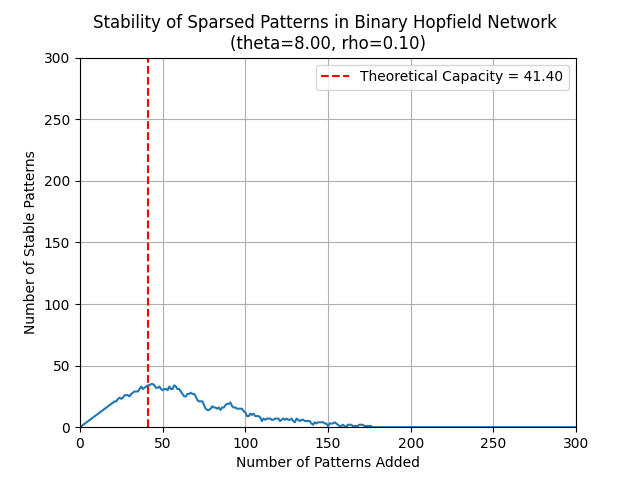 Stability of Sparsed Patterns in Binary Hopfield Network
(theta=8.00, rho=0.10)
Theoretical Capacity = 41.40
Number of Stable Patterns
300
250
200
150
100
50
0
0 50 100 150 200 250 300
Number of Patterns Added